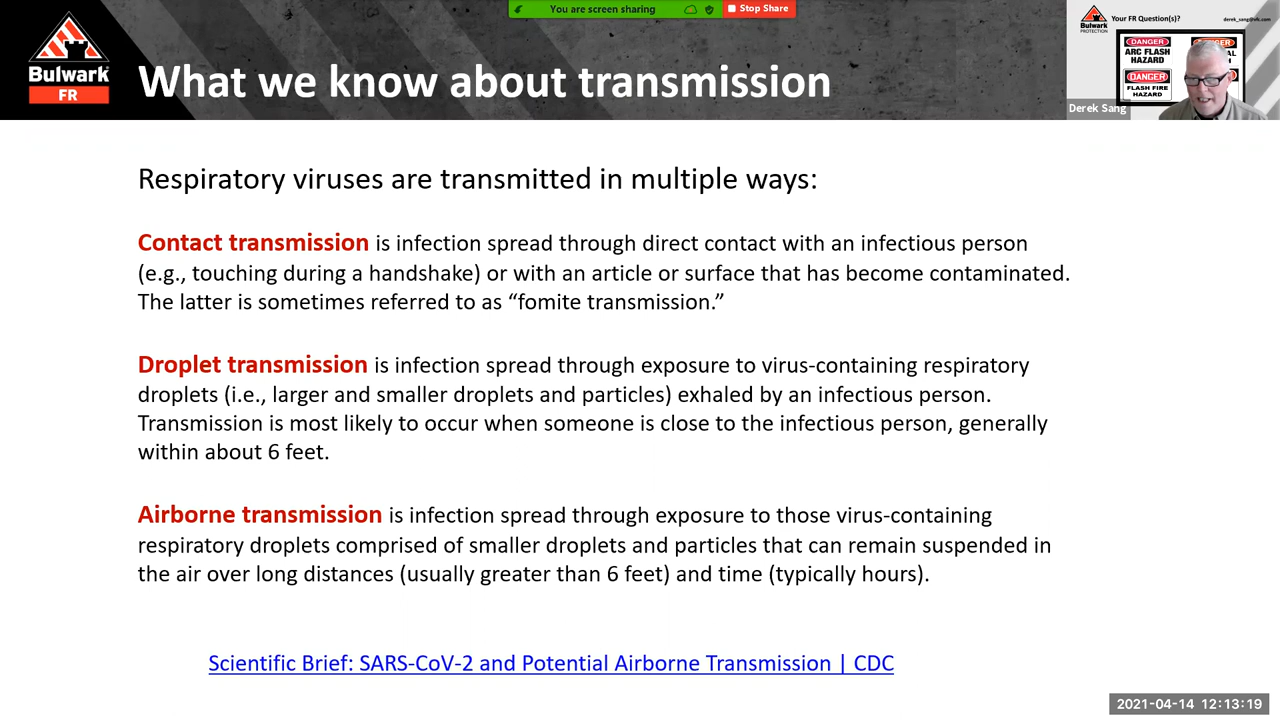 You are screen sharing
Stop Share
Bulwark
FR
What we know about transmission
Bulwark
PROTECTION
Your FR Question(s)?
DANGER
ARC FLASH
HAZARD
DANGER
FLASH FIRE
HAZARD
Derek Sang
Respiratory viruses are transmitted in multiple ways:
Contact transmission is infection spread through direct contact with an infectious person
(e.g., touching during a handshake) or with an article or surface that has become contaminated.
The latter is sometimes referred to as “fomite transmission.”
Droplet transmission is infection spread through exposure to virus-containing respiratory
droplets (i.e., larger and smaller droplets and particles) exhaled by an infectious person.
Transmission is most likely to occur when someone is close to the infectious person, generally
within about 6 feet.
Airborne transmission is infection spread through exposure to those virus-containing
respiratory droplets comprised of smaller droplets and particles that can remain suspended in
the air over long distances (usually greater than 6 feet) and time (typically hours).
Scientific Brief: SARS-CoV-2 and Potential Airborne Transmission | CDC
2021-04-14 12:13:19